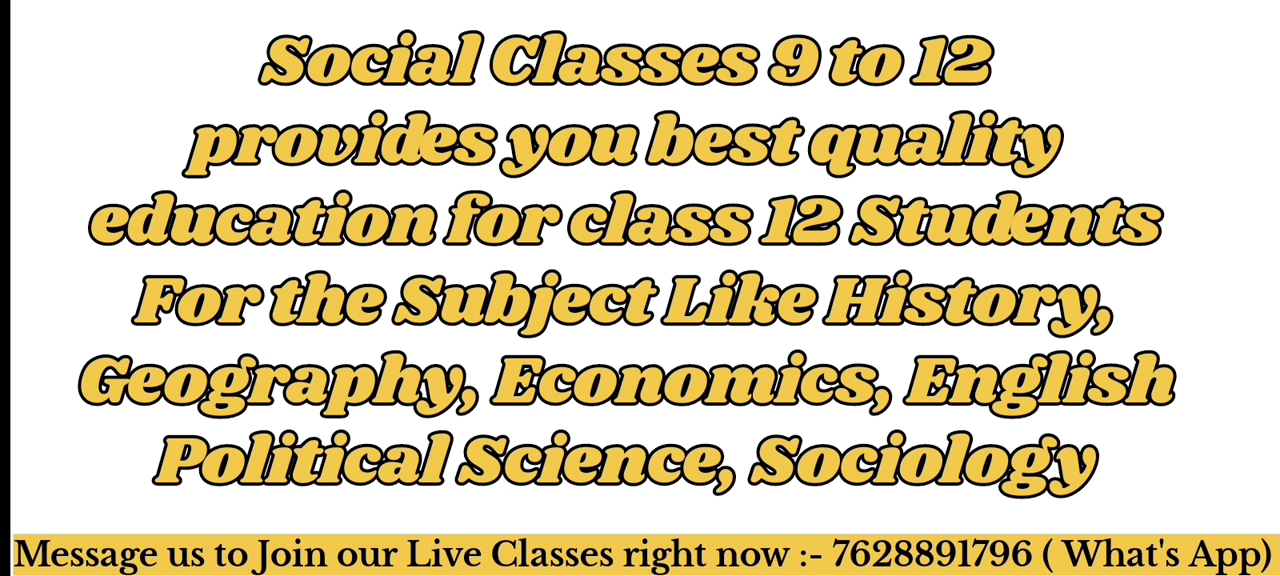 Social Classes 9 to 12
provides you best quality
education for class 12 Students
For the Subject Like History,
Geography, Economics, English
Political Science, Sociology
Message us to Join our Live Classes right now :- 7628891796 ( What's App)